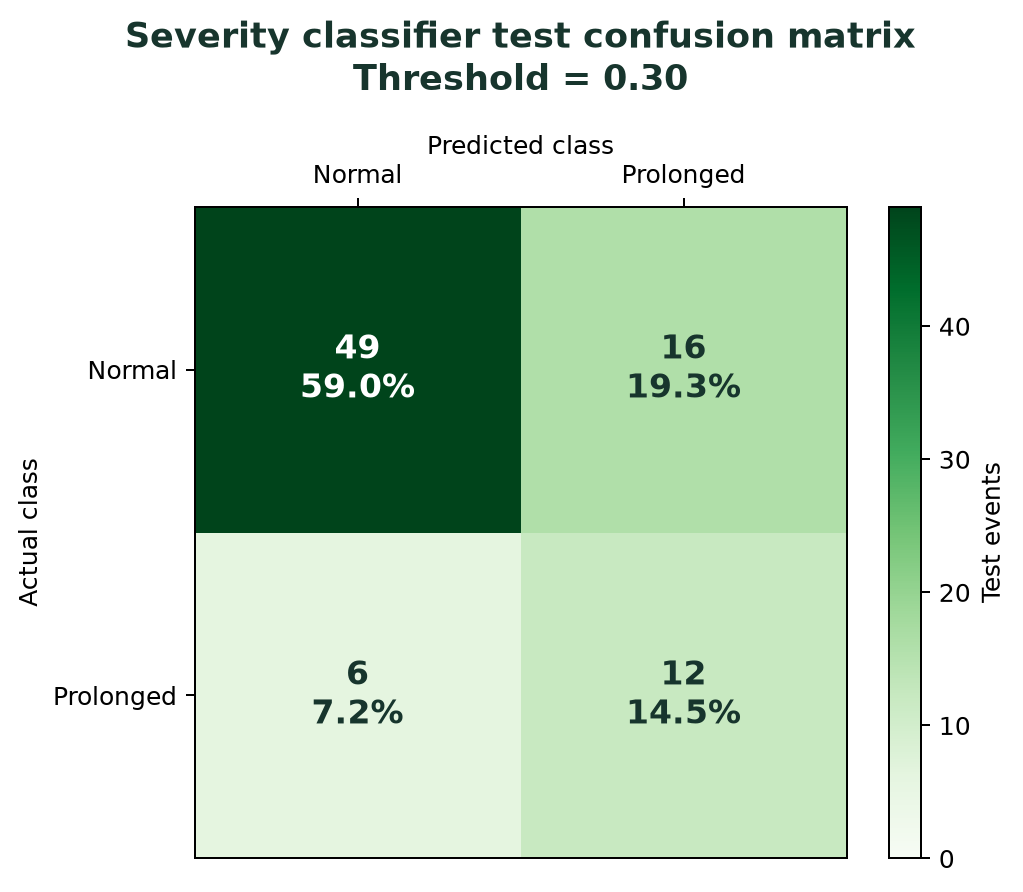 Severity classifier test confusion matrix
Threshold = 0.30
Predicted class
Normal Prolonged
Normal
49
59.0%
16
19.3%
Prolonged
6
7.2%
12
14.5%
Actual class
40
30
20
10
0
Test events